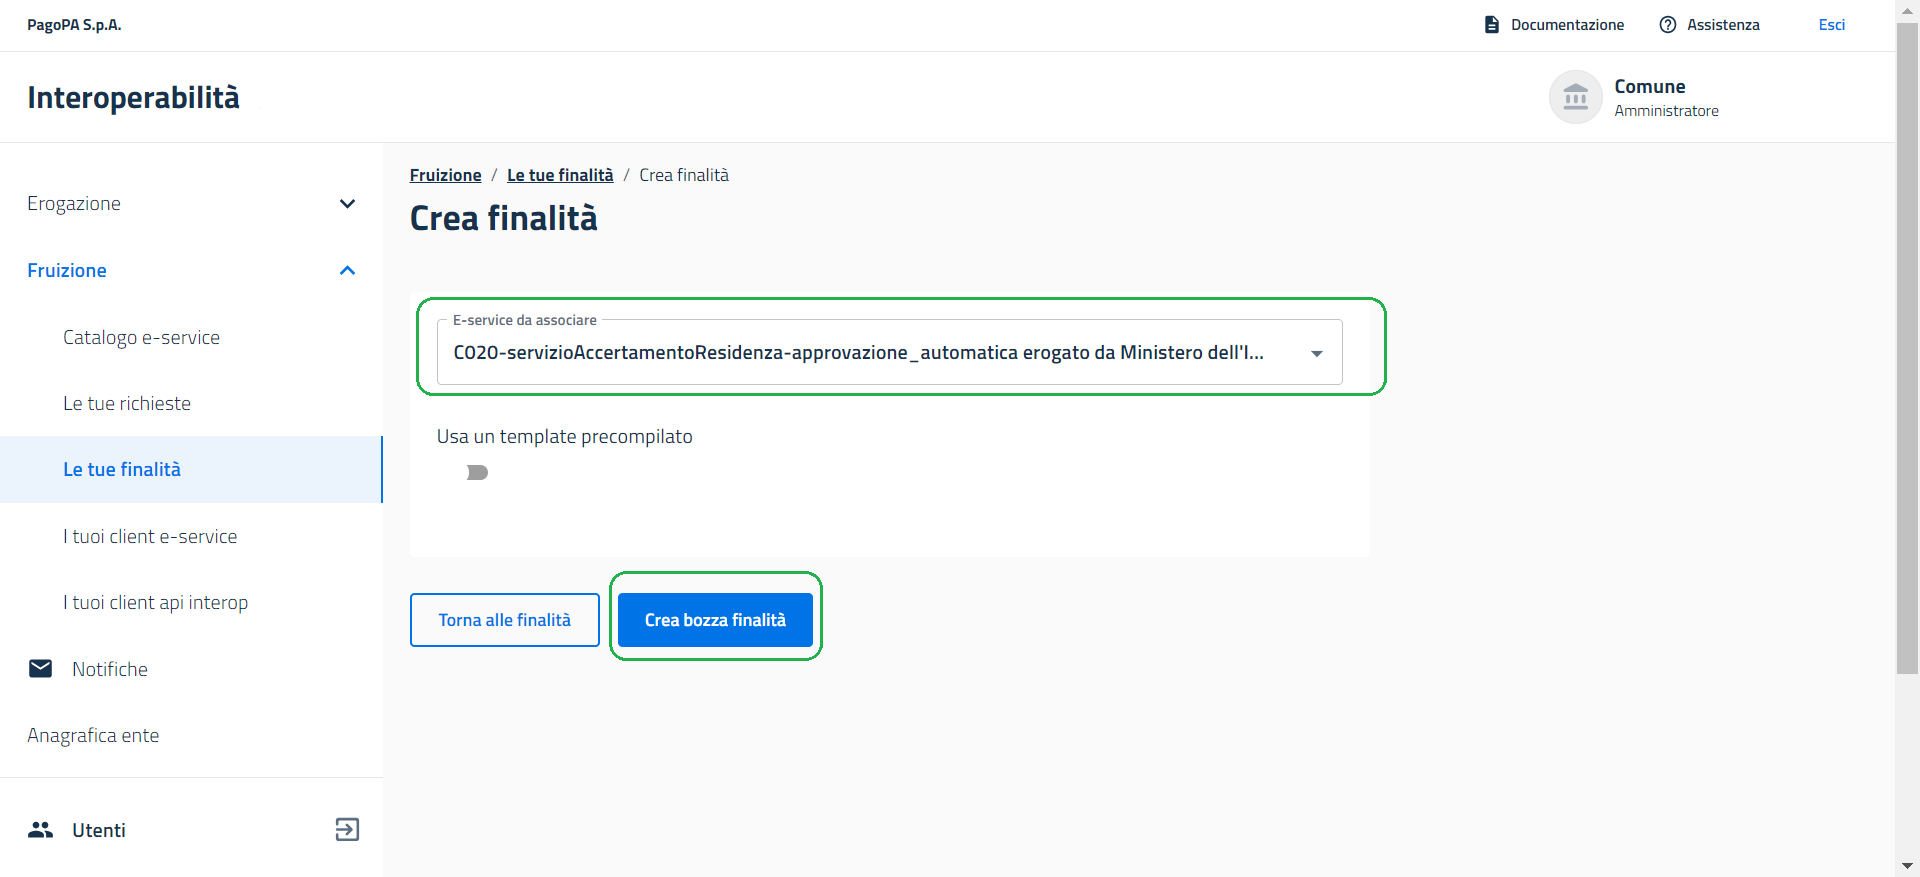 PagoPA S.p.A.
Documentazione
Assistenza
Esci
Interoperabilità
Comune
Amministratore
Erogazione
Fruizione
Catalogo e-service
Le tue richieste
Le tue finalità
I tuoi client e-service
I tuoi client api interop
Notifiche
Anagrafica ente
Utenti
Fruizione / Le tue finalità / Crea finalità
Crea finalità
E-service da associare
C020-servizioAccertamentoResidenza-approvazione_automatica erogato da Ministero dell'I...
Usa un template precompilato
Torna alle finalità
Crea bozza finalità